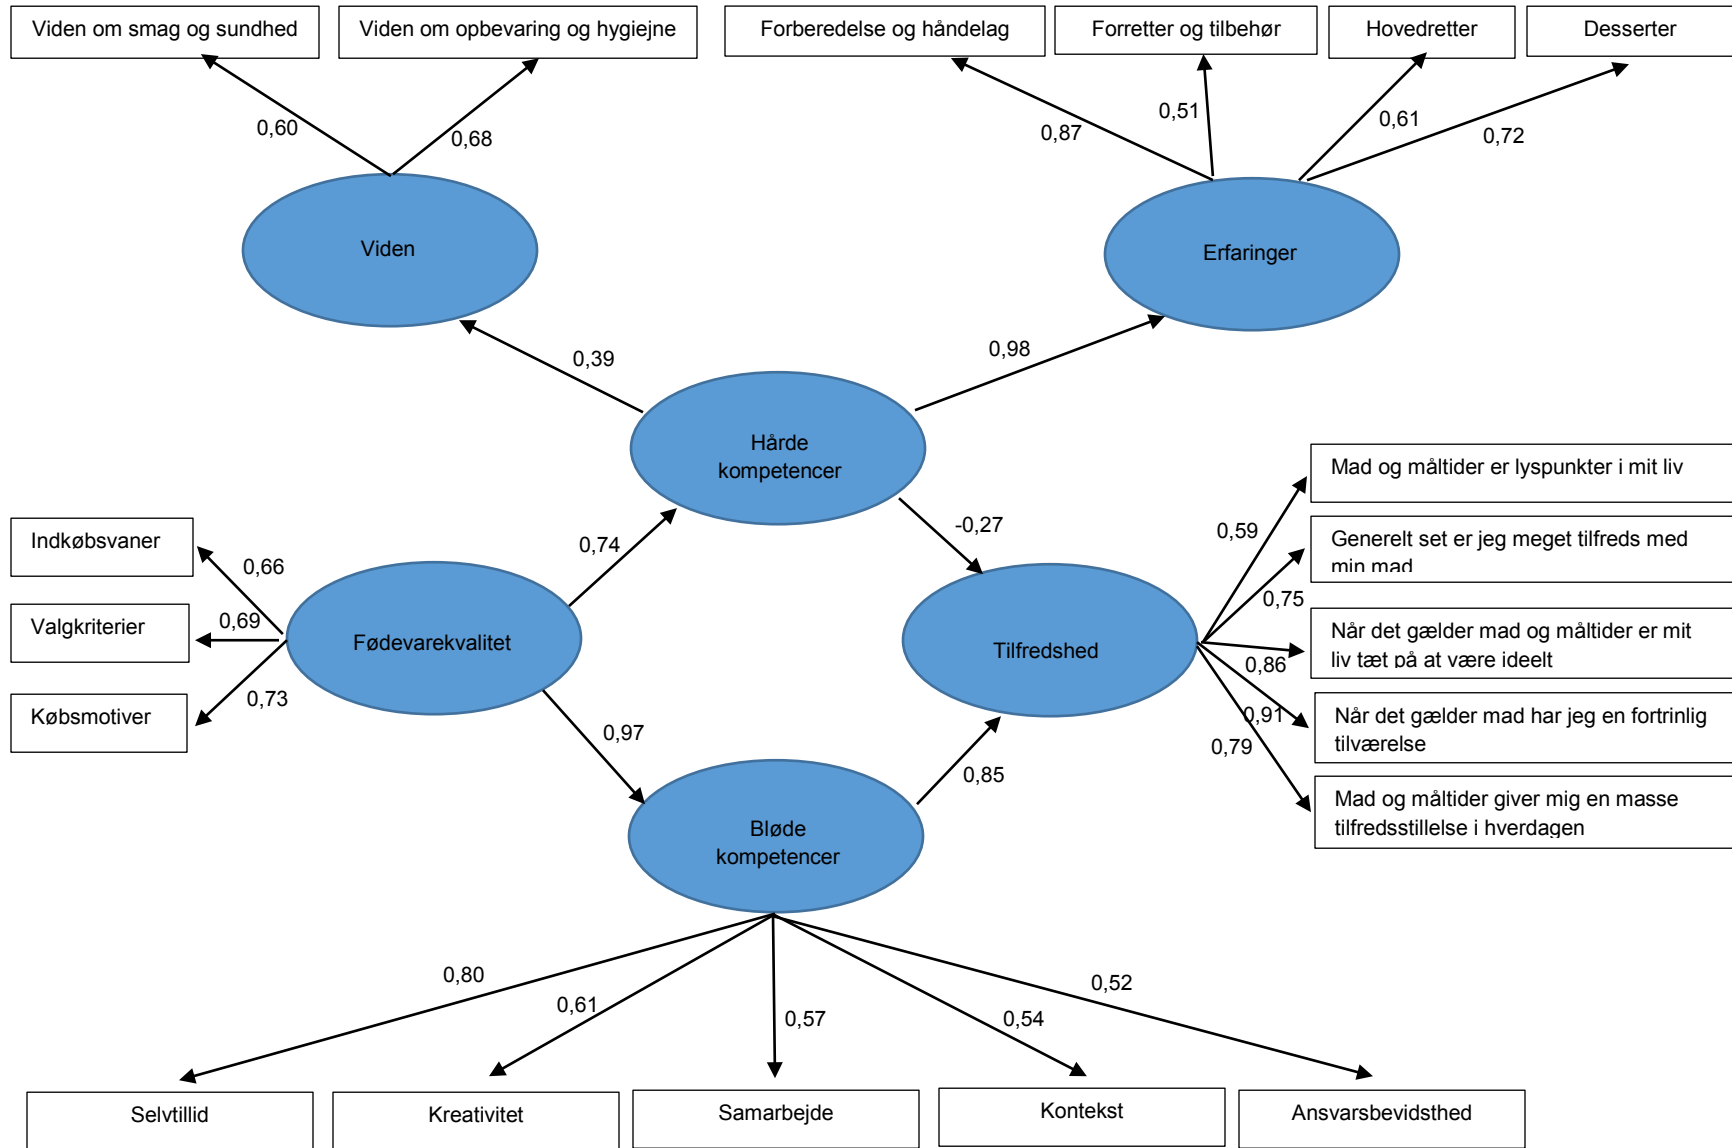 Viden om smag og sundhed
Viden om opbevaring og hygiejne
Forberedelse og håndelag
Forretter og tilbehør
Hovedretter
Desserter
0,60
0,68
0,87
0,51
0,61
0,72
Viden
Erfaringer
0,39
0,98
Hårde
kompetencer
Mad og måltider er lyspunkter i mit liv
Indkøbsvaner
0,66
0,74
-0,27
0,59
Generelt set er jeg meget tilfreds med
min mad
0,75
Valgkriterier
0,69
Fødevarekvalitet
Tilfredshed
Når det gælder mad og måltider er mit
liv tæt på at være ideelt
0,86
Købsmotiver
0,73
0,91
Når det gælder mad har jeg en fortrinlig
tilværelse
0,97
0,85
0,79
Mad og måltider giver mig en masse
tilfredsstillelse i hverdagen
Bløde
kompetencer
0,80
0,61
0,57
0,54
0,52
Selvtillid
Kreativitet
Samarbejde
Kontekst
Ansvarsbevidsthed